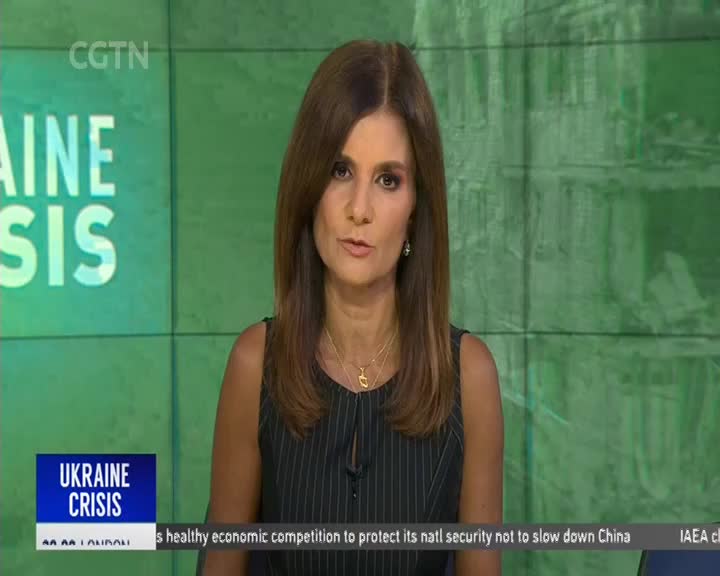 CGTN
AINE
SIS
UKRAINE
CRISIS
LONDON
s healthy economic competition to protect its natl security not to slow down China
IAEA